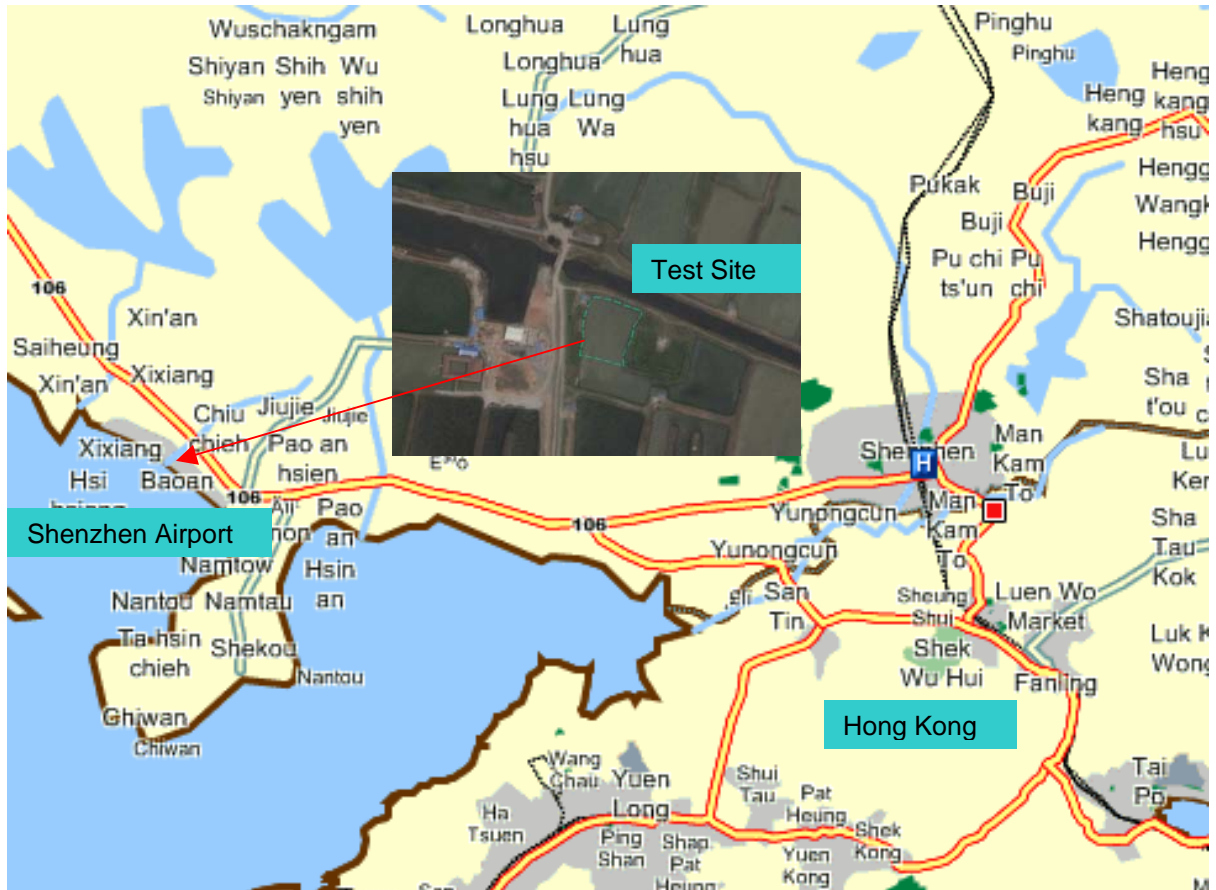 Wuschakngam
Longhua
Lung
hua
Pinghu
Pinghu
Shiyan Shih Wu
Shiyan yen shih
yen
Longhua
Lung Lung
hua Wa
hsu
Heng
Heng kang
kang hsu
Hengg
Wangk
Hengg
Pukak
Buji
Buji
Pu chi Pu
ts'un chi
Test Site
106
Xin'an
Saiheung
Xin'an
Xixiang
Shatoujia
Sha
t'ou
Chiu Jiujie Jiujie
chieh Pao an
hsien
Xixiang
Hsi
Baoan
106
Pao
an
Hsin
an
Shenzhen Airport
Namtow
Nantou Namtau
Ta hsin
chieh
Shekou
Nantou
Chiwan
Chiwan
106
Shenzhen
H
Man
Kam
To
Man
Kam
To
Yunongcun
Yunongcun
San
Tin
Sheung
Shui
Luen Wo
Market
Sha
Tau
Kok
Luk K
Wong
Shek
Wu Hui
Fanling
Hong Kong
Wang
Chau
Yuen
Long
Shui
Tau
Pat
Heung
Tai
Po
Ha
Tsuen
Ping
Shan
Shap
Pat
Heung
Yuen
Kong
Shek
Kong